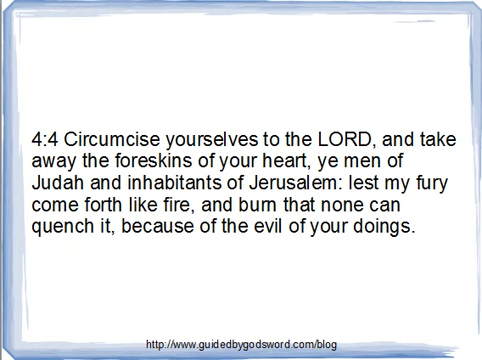 4:4 Circumcise yourselves to the LORD, and take
away the foreskins of your heart, ye men of
Judah and inhabitants of Jerusalem: lest my fury
come forth like fire, and burn that none can
quench it, because of the evil of your doings.
http://www.guidedbygodsword.com/blog